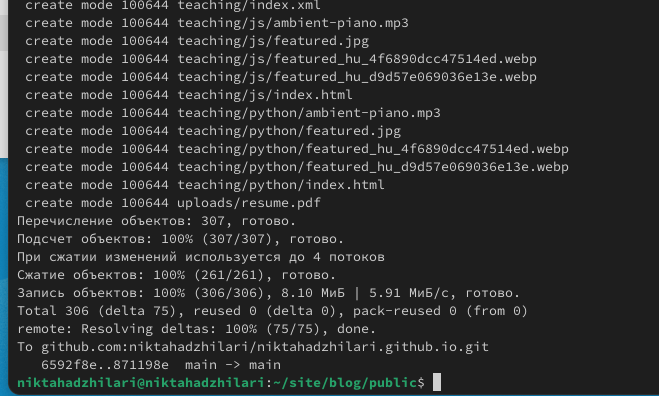 create mode 100644 teaching/index.xml
create mode 100644 teaching/js/ambient-piano.mp3
create mode 100644 teaching/js/featured.jpg
create mode 100644 teaching/js/featured_hu_4f6890dcc47514ed.webp
create mode 100644 teaching/js/featured_hu_d9d57e069036e13e.webp
create mode 100644 teaching/js/index.html
create mode 100644 teaching/python/ambient-piano.mp3
create mode 100644 teaching/python/featured.jpg
create mode 100644 teaching/python/featured_hu_4f6890dcc47514ed.webp
create mode 100644 teaching/python/featured_hu_d9d57e069036e13e.webp
create mode 100644 teaching/python/index.html
create mode 100644 uploads/resume.pdf
Перечисление объектов: 307, готово.
Подсчет объектов: 100% (307/307), готово.
При сжатии изменений используется до 4 потоков
Сжатие объектов: 100% (261/261), готово.
Запись объектов: 100% (306/306), 8.10 МиБ | 5.91 МиБ/с, готово.
Total 306 (delta 75), reused 0 (delta 0), pack-reused 0 (from 0)
remote: Resolving deltas: 100% (75/75), done.
To github.com:niktahadzhilari/niktahadzhilari.github.io.git
6592f8e..871198e  main -> main
niktahadzhilari@niktahadzhilari:~/site/blog/public$